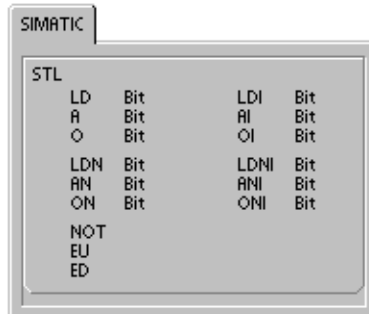 SIMATIC
STL
LD Bit LDI Bit
A Bit AI Bit
O Bit OI Bit
LDN Bit LDNI Bit
AN Bit ANI Bit
ON Bit ONI Bit
NOT
EU
ED